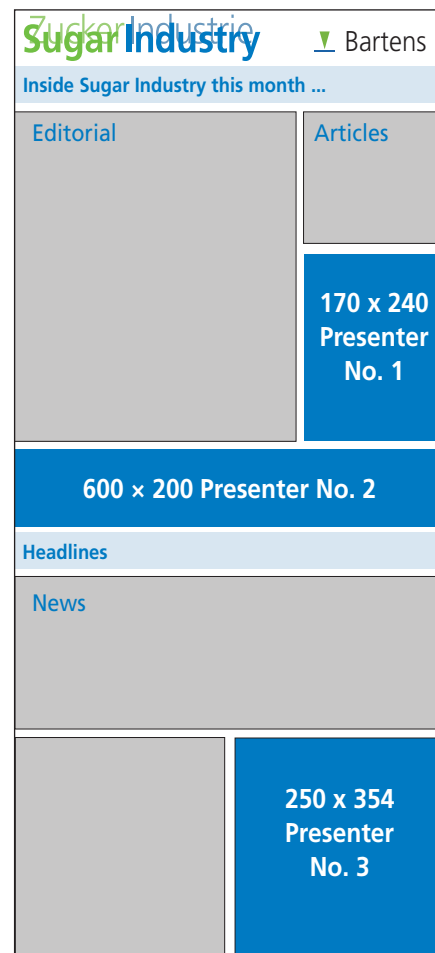 Zucker Industrie
Sugar Industry
Bartens
Inside Sugar Industry this month ...
Editorial
Articles
170 x 240
Presenter
No. 1
600 × 200 Presenter No. 2
Headlines
News
250 x 354
Presenter
No. 3